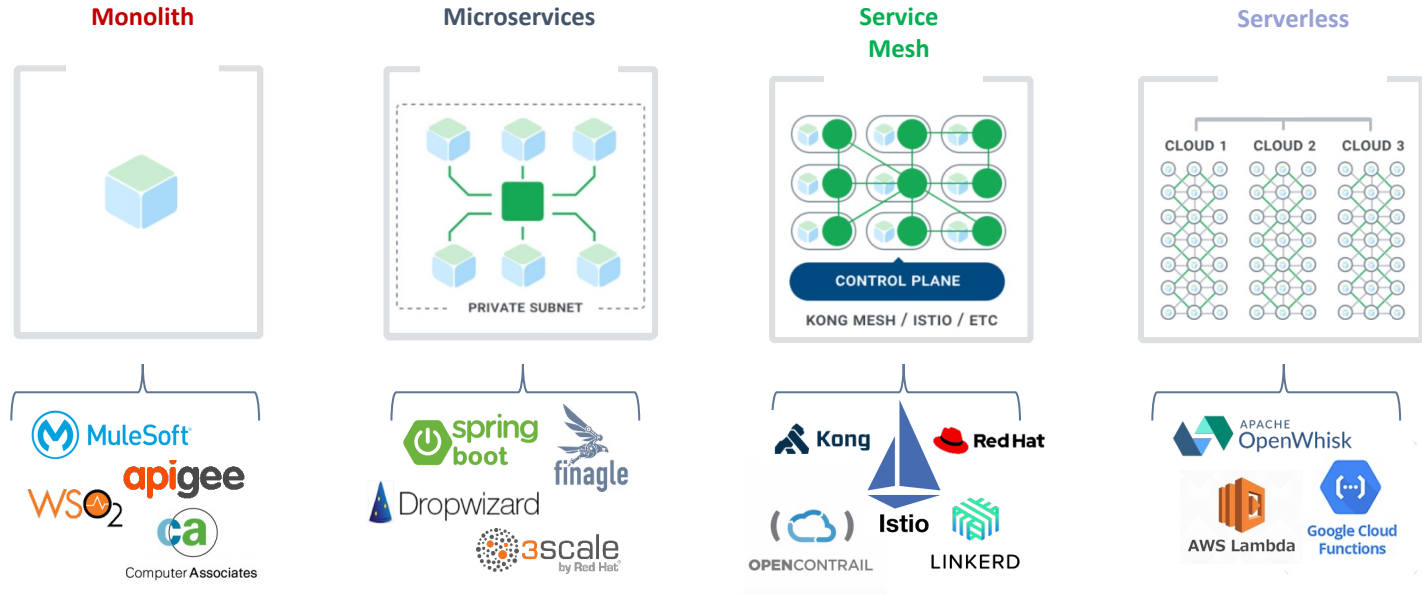 Monolith
Microservices
Service
Mesh
Serverless
PRIVATE SUBNET
CONTROL PLANE
KONG MESH / ISTIO / ETC
CLOUD 1
CLOUD 2
CLOUD 3
MuleSoft
apigee
WSO2
ca
Computer Associates
spring
boot
finagle
Dropwizard
3scale
by Red Hat
Kong
Red Hat
Istio
OPENCONTRAIL
LINKERD
APACHE
OpenWhisk
AWS Lambda
Google Cloud
Functions